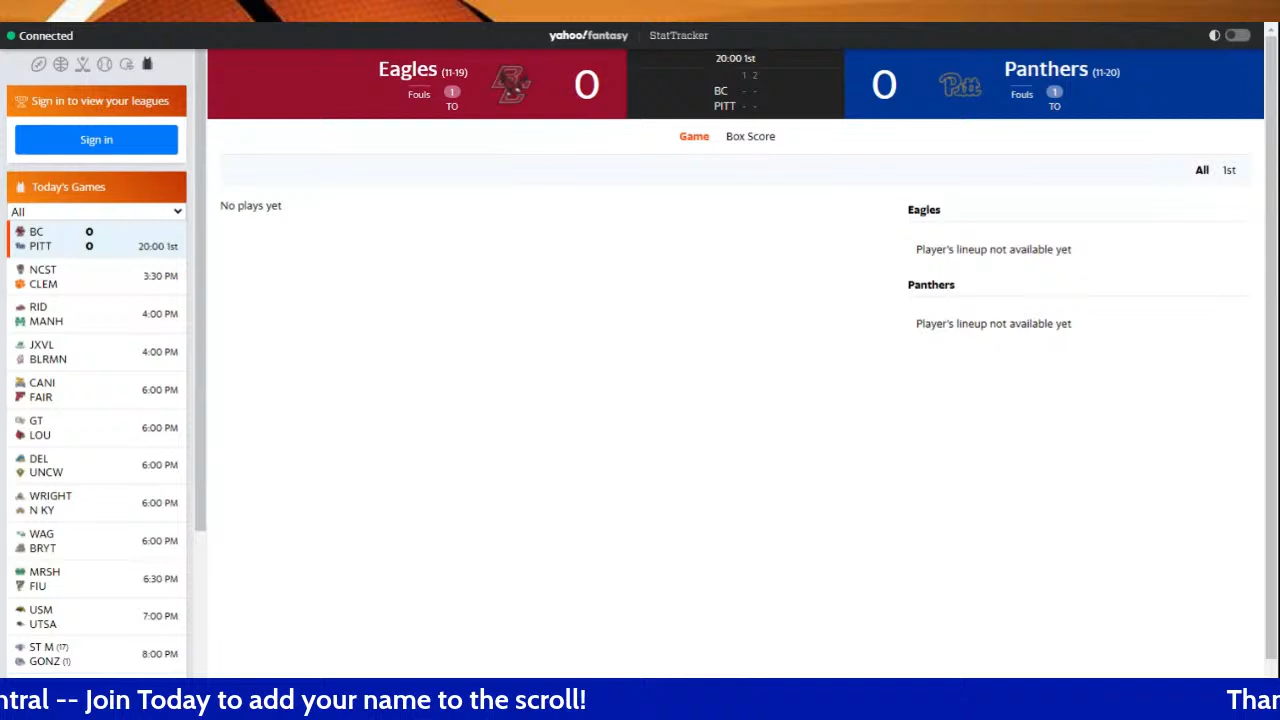 Connected
yahoo!fantasy
StatTracker
Sign in to view your leagues
Sign in
Today's Games
All
BC 0
PITT 0 20:00 1st
NCST
CLEM
3:30 PM
RID
MANH
4:00 PM
JXVL
BLRMN
4:00 PM
CANI
FAIR
6:00 PM
GT
LOU
6:00 PM
DEL
UNCW
6:00 PM
WRIGHT
N KY
6:00 PM
WAG
BRYT
6:00 PM
MRSH
FIU
6:30 PM
USM
UTSA
7:00 PM
ST M (17)
GONZ (1)
8:00 PM
Eagles (11-19)
Fouls 1
TO
0
20:00 1st
1 2
BC - -
PITT - -
0
Pitt
Panthers (11-20)
Fouls 1
TO
Game Box Score
All 1st
No plays yet
Eagles
Player's lineup not available yet
Panthers
Player's lineup not available yet
ntral -- Join Today to add your name to the scroll! Than